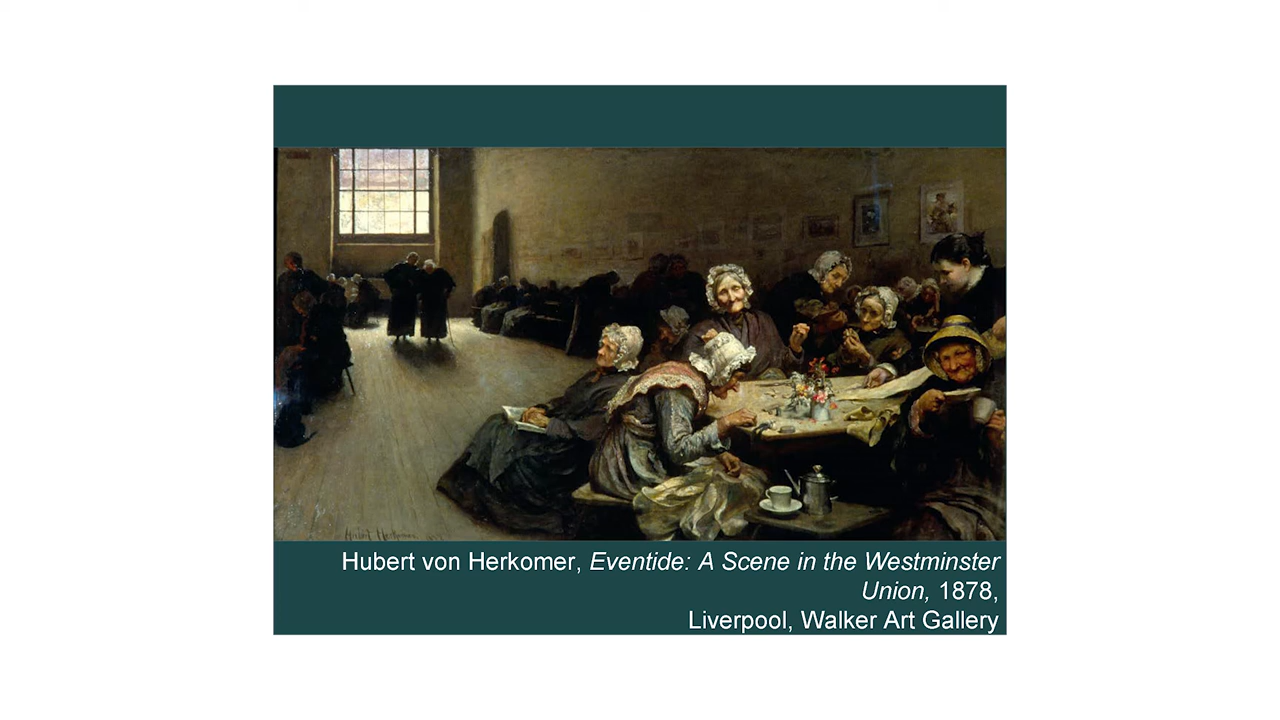 Hubert von Herkomer, Eventide: A Scene in the Westminster
Union, 1878,
Liverpool, Walker Art Gallery